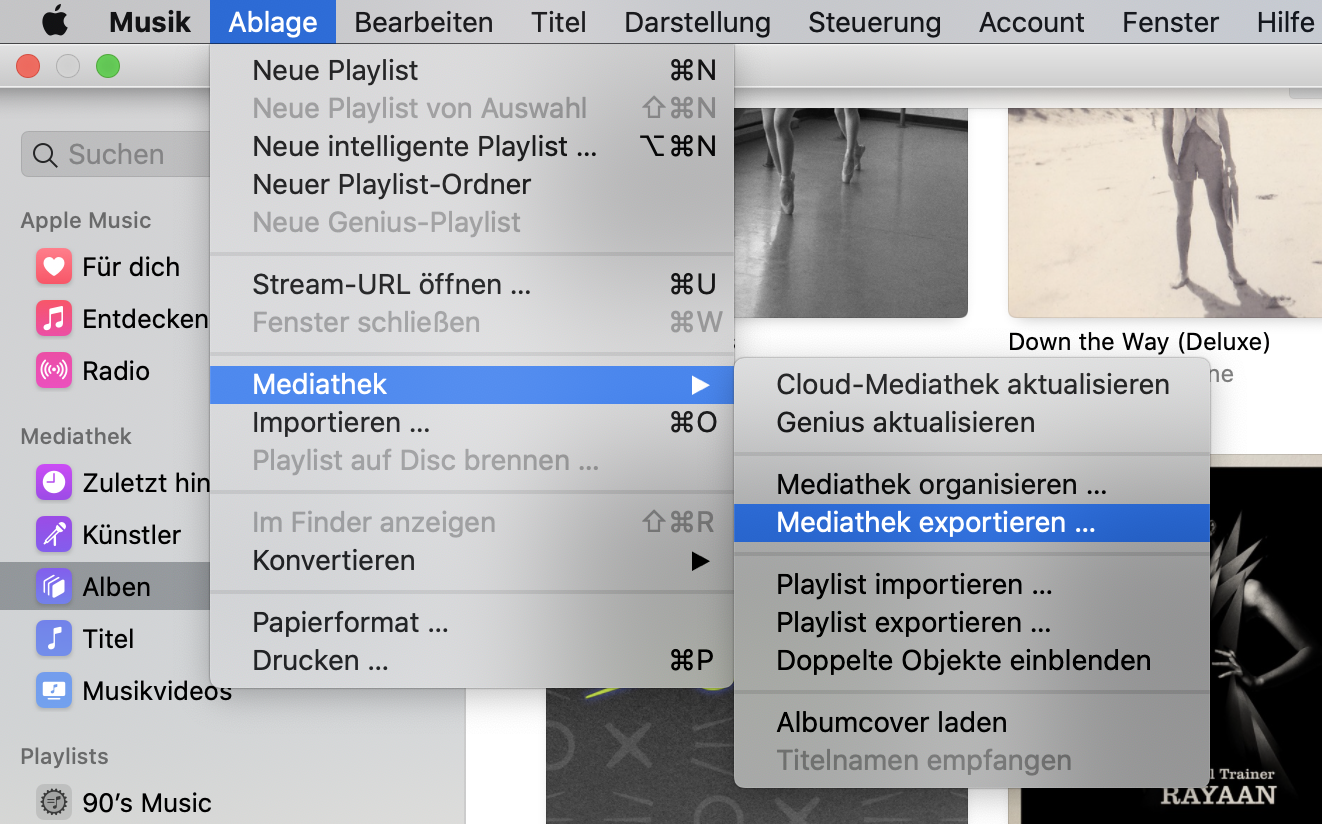 Musik Ablage Bearbeiten Titel Darstellung Steuerung Account Fenster Hilfe
Neue Playlist ⌘N
Neue Playlist von Auswahl ⇧⌘N
Neue intelligente Playlist ... ⌥⌘N
Neuer Playlist-Ordner
Neue Genius-Playlist
Stream-URL öffnen ... ⌘U
Fenster schließen ⌘W
Mediathek ▶
Importieren ... ⌘O
Playlist auf Disc brennen ...
Im Finder anzeigen ⇧⌘R
Konvertieren ▶
Papierformat ...
Drucken ... ⌘P
Cloud-Mediathek aktualisieren
Genius aktualisieren
Mediathek organisieren ...
Mediathek exportieren ...
Playlist importieren ...
Playlist exportieren ...
Doppelte Objekte einblenden
Albumcover laden
Titelnamen empfangen
Suchen
Apple Music
Für dich
Entdecken
Radio
Mediathek
Zuletzt hin
Künstler
Alben
Titel
Musikvideos
Playlists
90’s Music
Down the Way (Deluxe)
ne
Trainer
RAYAAN